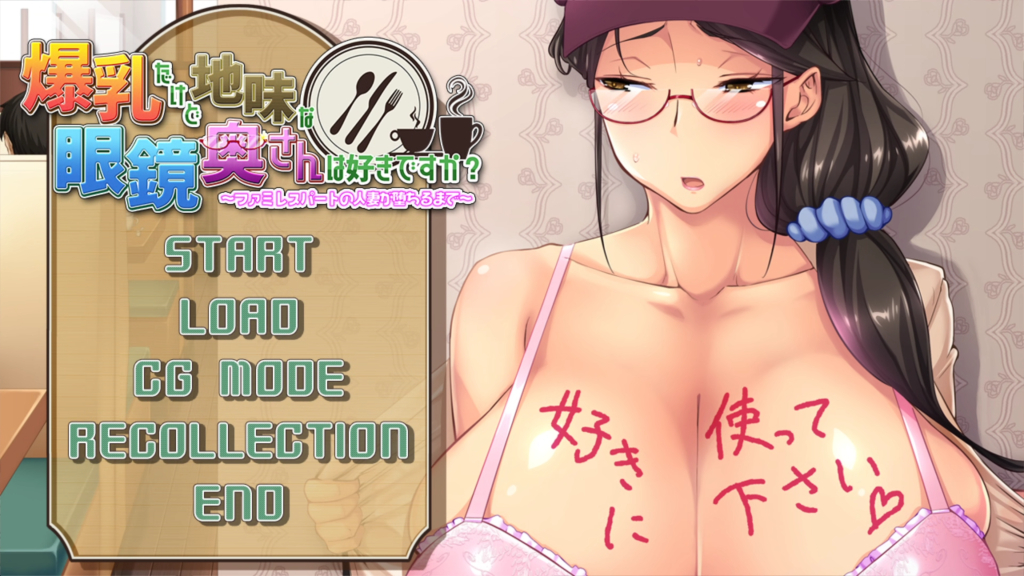 爆乳だけど地味な
眼鏡奥さんは好きですか？
～ファミレスパートの人妻が堕ちるまで～
START
LOAD
CG MODE
RECOLLECTION
END
好きに
使って
下さい♡